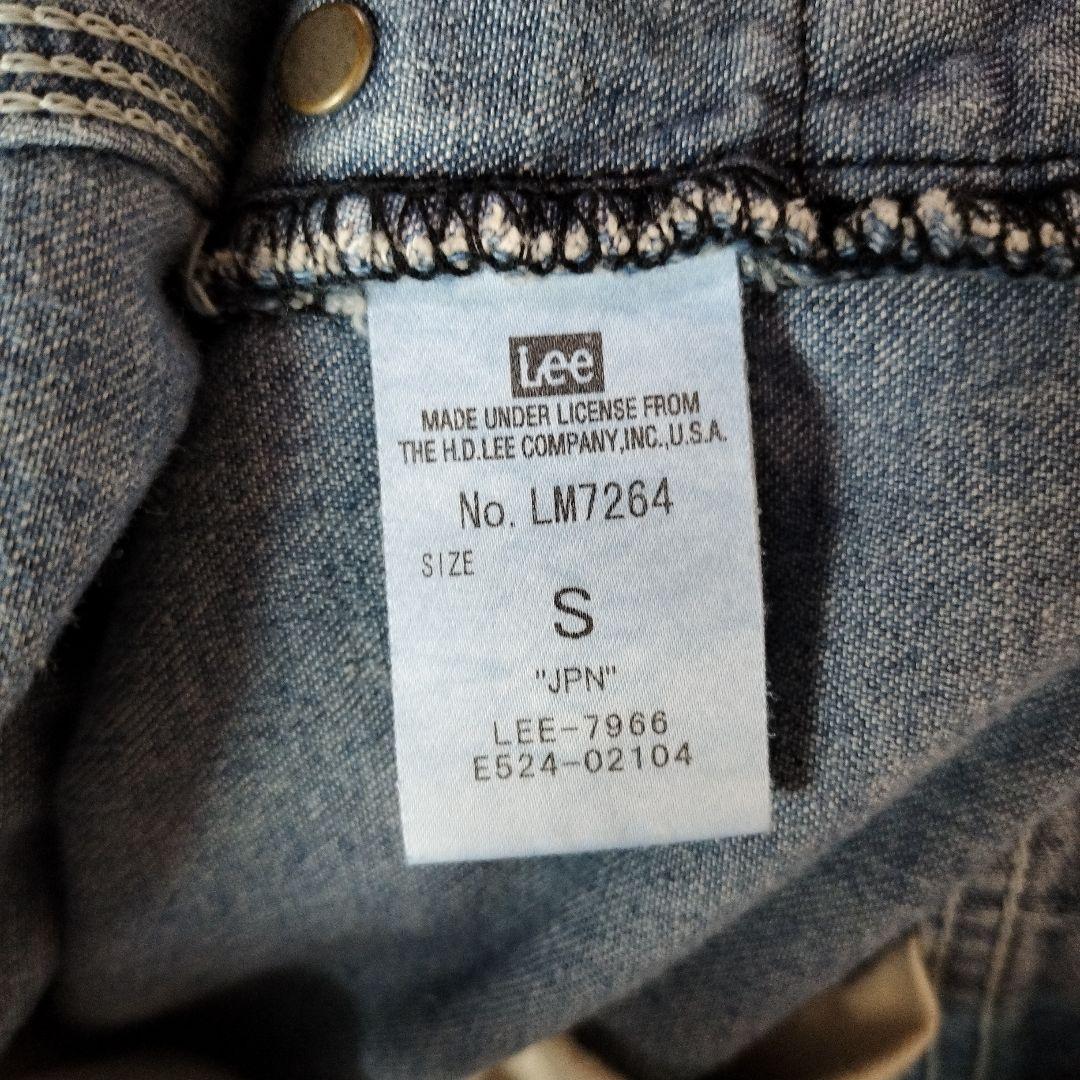 Lee
MADE UNDER LICENSE FROM
THE H.D.LEE COMPANY,INC.,U.S.A.
No. LM7264
SIZE
S
"JPN"
LEE-7966
E524-02104